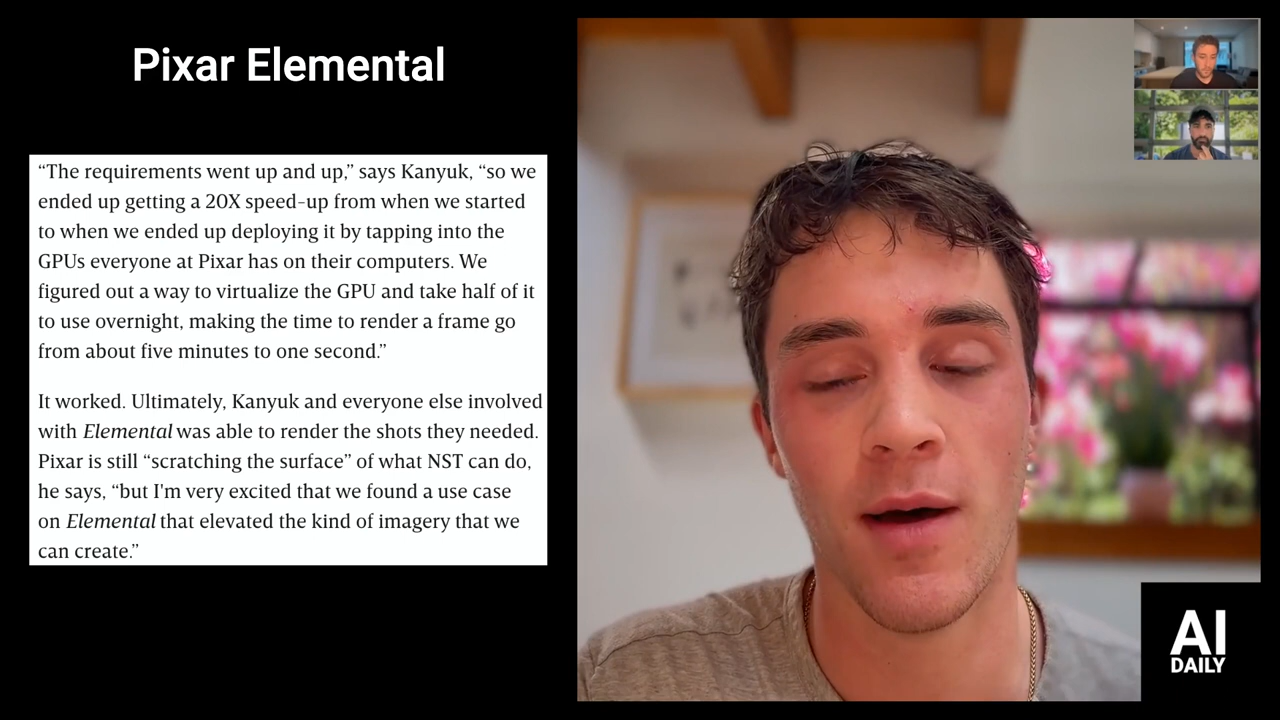 Pixar Elemental
“The requirements went up and up,” says Kanyuk, “so we
ended up getting a 20X speed-up from when we started
to when we ended up deploying it by tapping into the
GPUs everyone at Pixar has on their computers. We
figured out a way to virtualize the GPU and take half of it
to use overnight, making the time to render a frame go
from about five minutes to one second.”
It worked. Ultimately, Kanyuk and everyone else involved
with Elemental was able to render the shots they needed.
Pixar is still “scratching the surface” of what NST can do,
he says, “but I'm very excited that we found a use case
on Elemental that elevated the kind of imagery that we
can create.”
AI
DAILY